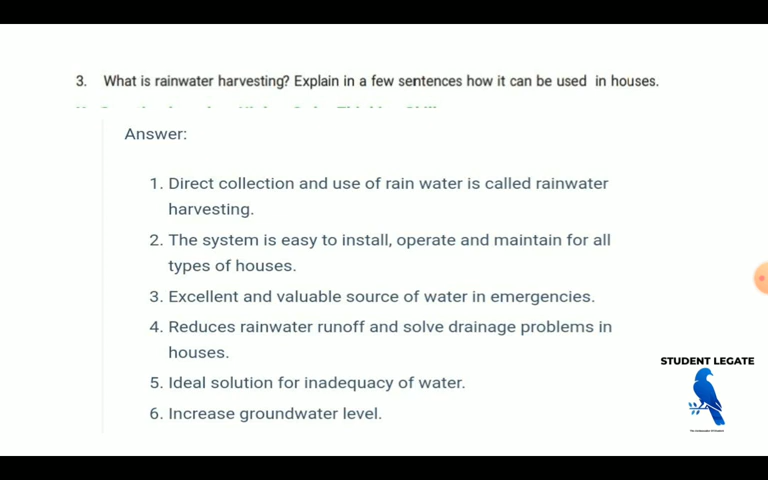 3. What is rainwater harvesting? Explain in a few sentences how it can be used in houses.
Answer:
1. Direct collection and use of rain water is called rainwater
harvesting.
2. The system is easy to install, operate and maintain for all
types of houses.
3. Excellent and valuable source of water in emergencies.
4. Reduces rainwater runoff and solve drainage problems in
houses.
5. Ideal solution for inadequacy of water.
6. Increase groundwater level.
STUDENT LEGATE